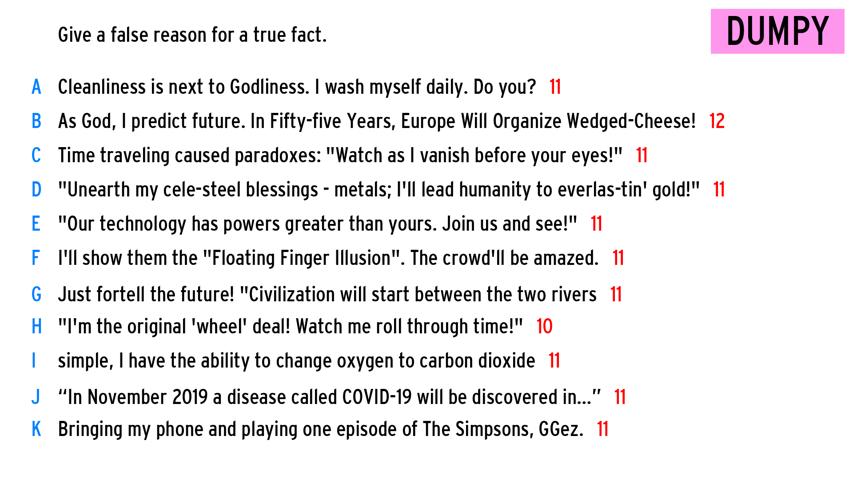 DUMPY
Give a false reason for a true fact.
A Cleanliness is next to Godliness. I wash myself daily. Do you? 11
B As God, I predict future. In Fifty-five Years, Europe Will Organize Wedged-Cheese! 12
C Time traveling caused paradoxes: "Watch as I vanish before your eyes!" 11
D "Unearth my cele-steel blessings - metals; I'll lead humanity to everlas-tin' gold!" 11
E "Our technology has powers greater than yours. Join us and see!" 11
F I'll show them the "Floating Finger Illusion". The crowd'll be amazed. 11
G Just fortell the future! "Civilization will start between the two rivers 11
H "I'm the original 'wheel' deal! Watch me roll through time!" 10
I simple, I have the ability to change oxygen to carbon dioxide 11
J “In November 2019 a disease called COVID-19 will be discovered in...” 11
K Bringing my phone and playing one episode of The Simpsons, GGez. 11